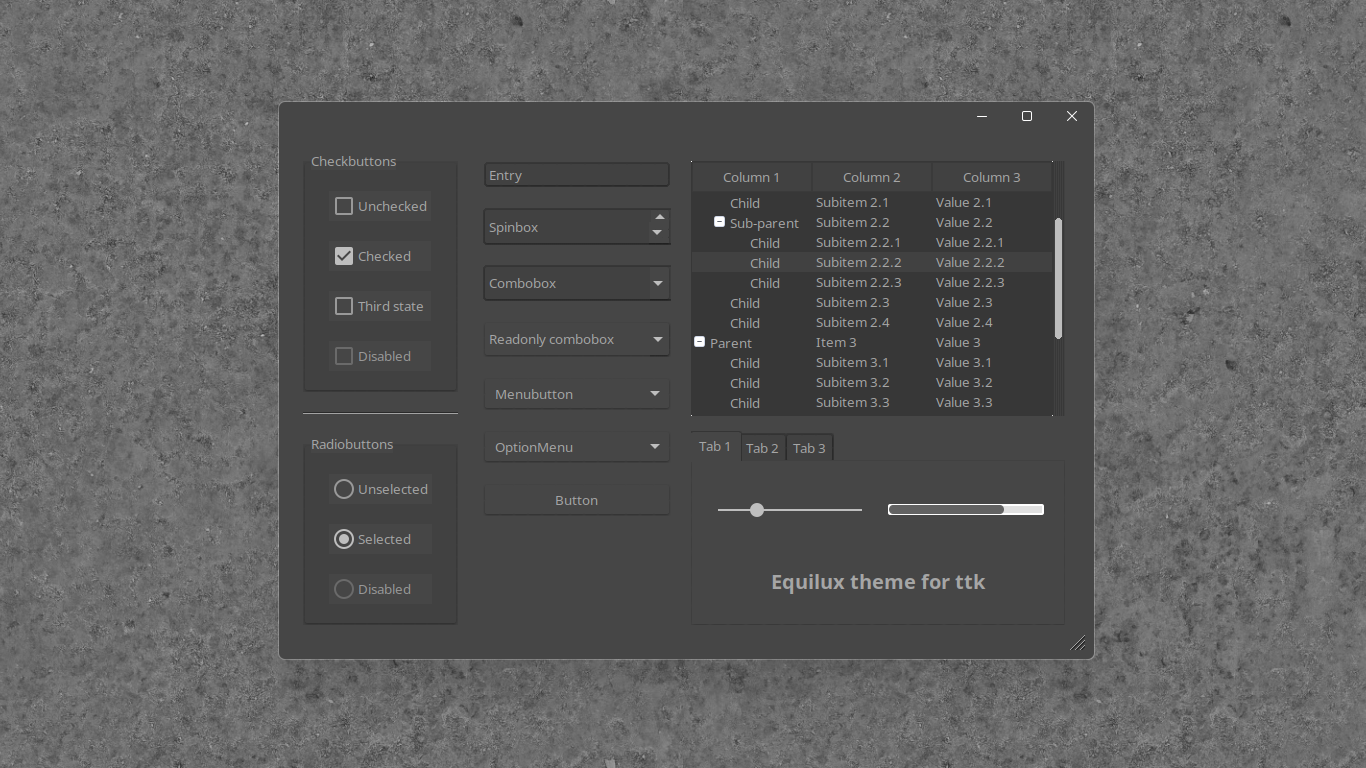 Checkbuttons
Unchecked
Checked
Third state
Disabled
Radiobuttons
Unselected
Selected
Disabled
Entry
Spinbox
Combobox
Readonly combobox
Menubutton
OptionMenu
Button
Column 1 Column 2 Column 3
Child Subitem 2.1 Value 2.1
Sub-parent Subitem 2.2 Value 2.2
Child Subitem 2.2.1 Value 2.2.1
Child Subitem 2.2.2 Value 2.2.2
Child Subitem 2.2.3 Value 2.2.3
Child Subitem 2.3 Value 2.3
Child Subitem 2.4 Value 2.4
Parent Item 3 Value 3
Child Subitem 3.1 Value 3.1
Child Subitem 3.2 Value 3.2
Child Subitem 3.3 Value 3.3
Tab 1 Tab 2 Tab 3
Equilux theme for ttk